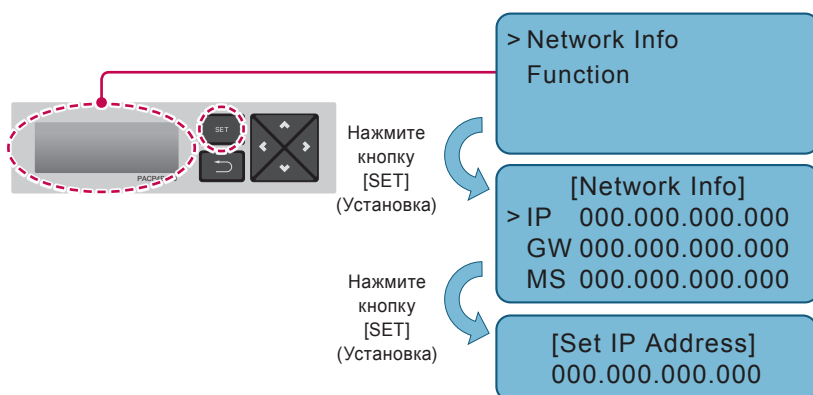 > Network Info
Function
SET
Нажмите
кнопку
[SET]
(Установка)
[Network Info]
> IP 000.000.000.000
GW 000.000.000.000
MS 000.000.000.000
Нажмите
кнопку
[SET]
(Установка)
[Set IP Address]
000.000.000.000